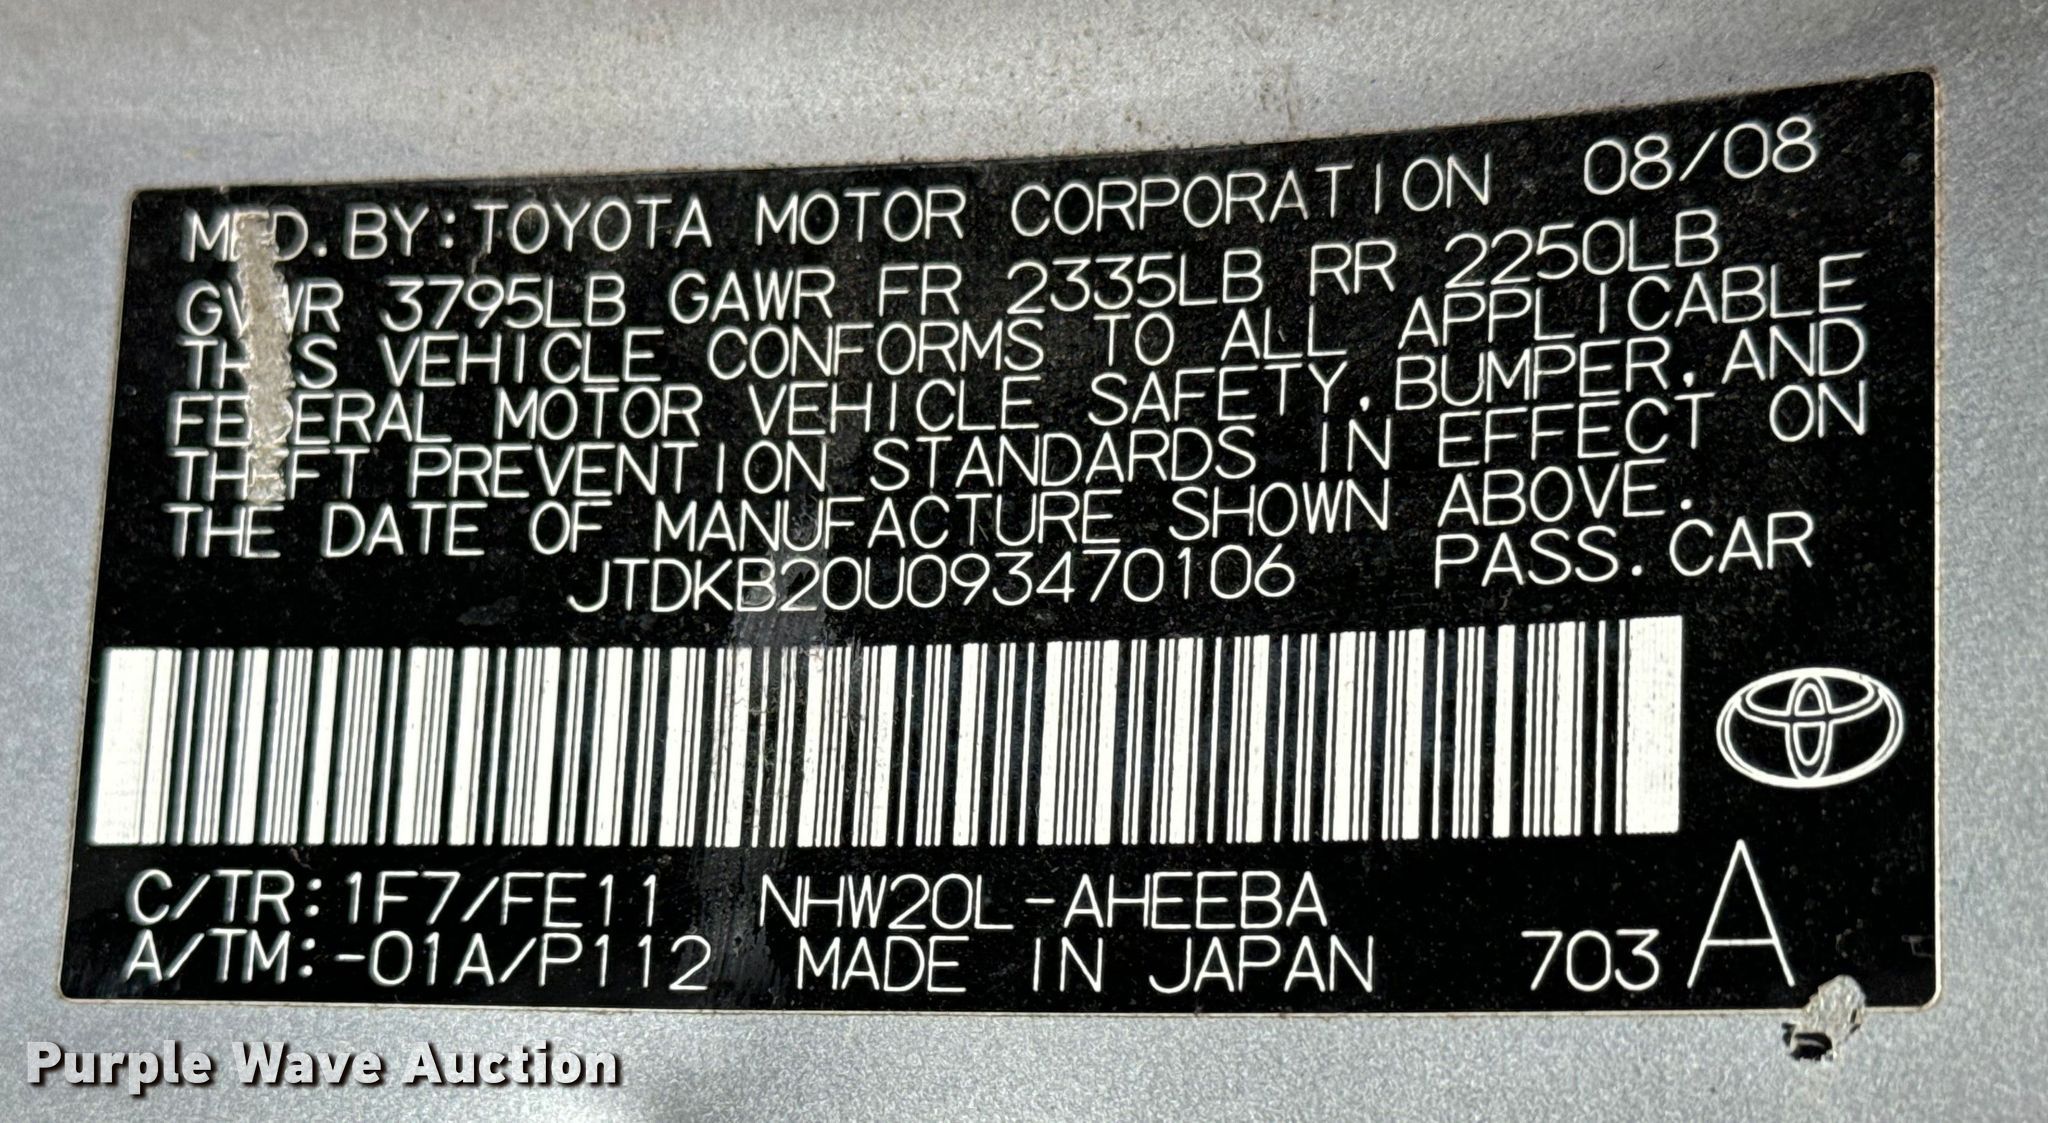 MFD. BY: TOYOTA MOTOR CORPORATION 08/08
GVWR 3795LB GAWR FR 2335LB RR 2250LB
THIS VEHICLE CONFORMS TO ALL APPLICABLE
FEDERAL MOTOR VEHICLE SAFETY, BUMPER, AND
THEFT PREVENTION STANDARDS IN EFFECT ON
THE DATE OF MANUFACTURE SHOWN ABOVE.
JTDKB20U093470106 PASS. CAR
C/TR: 1F7/FE11 NHW20L-AHEEBA
A/TM: -01A/P112 MADE IN JAPAN 703 A
Purple Wave Auction